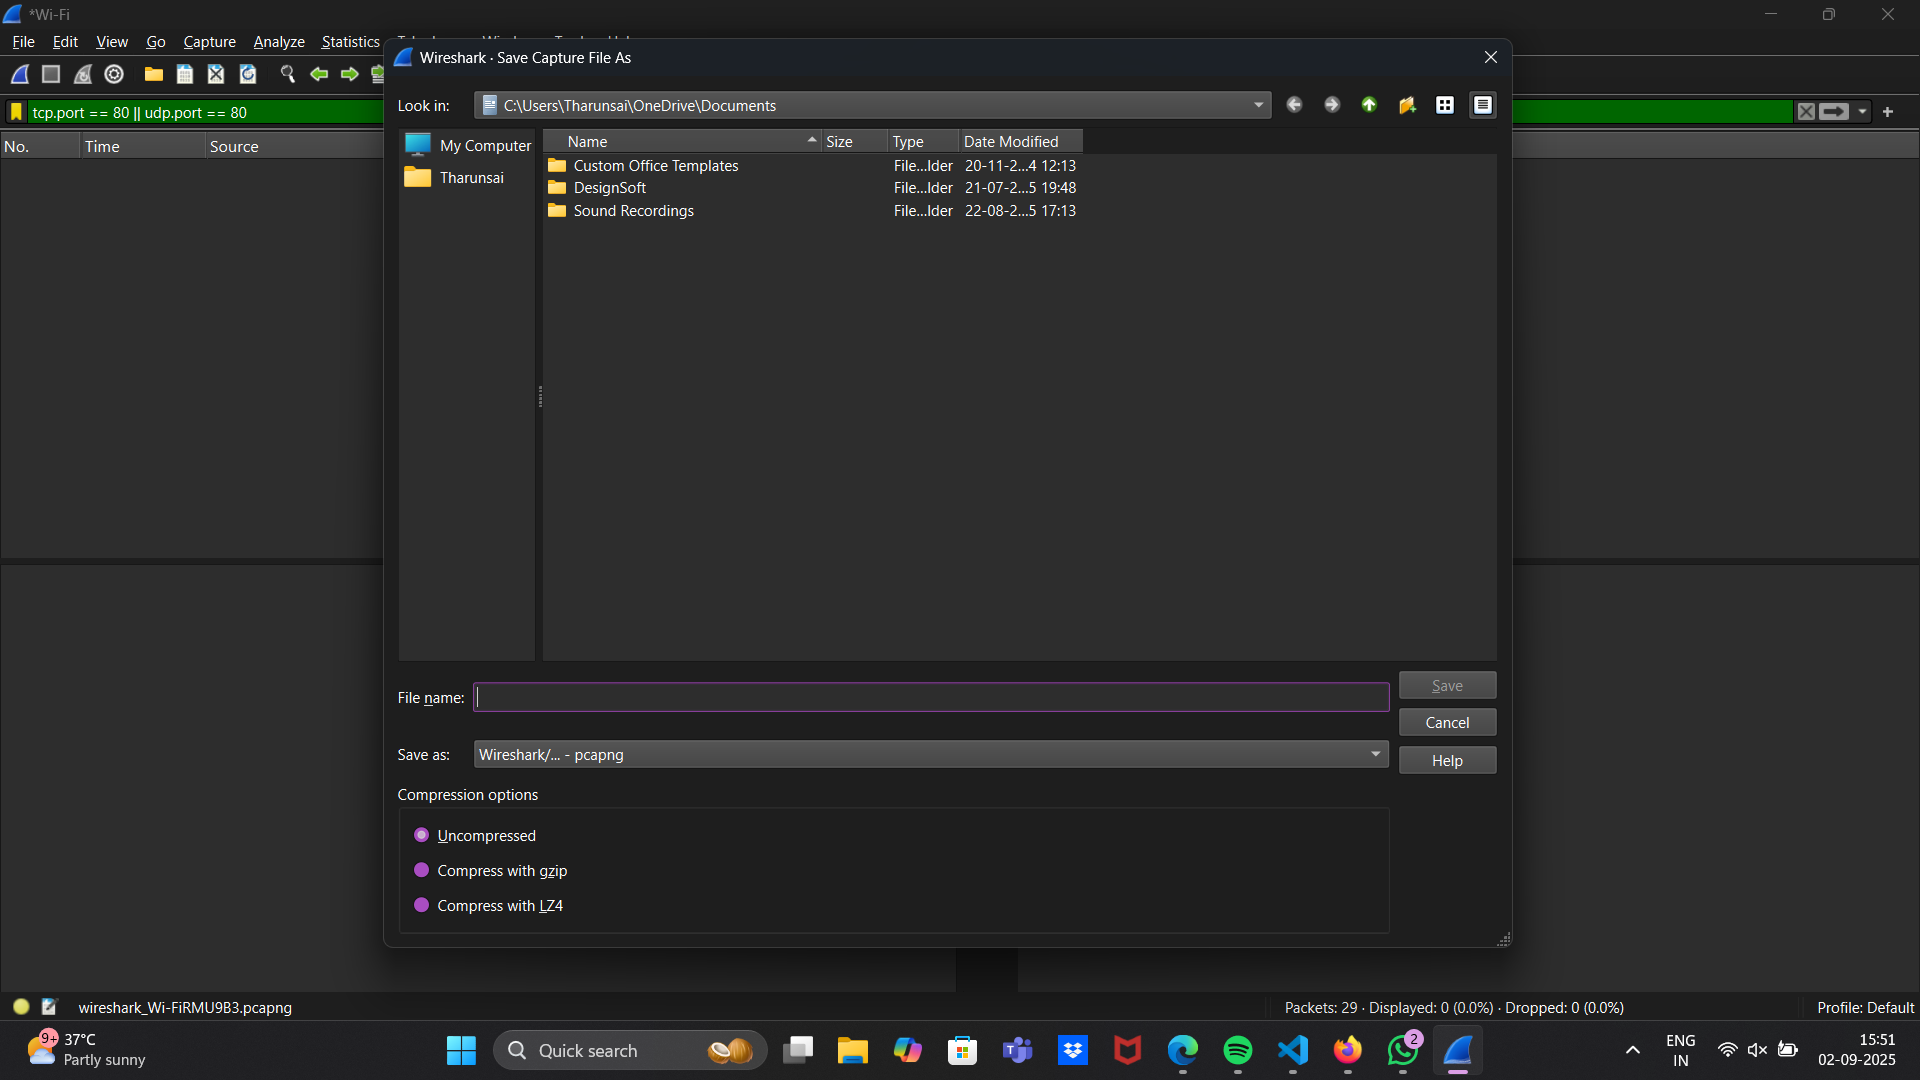 *Wi-Fi
File Edit View Go Capture Analyze Statistics
Wireshark · Save Capture File As
tcp.port == 80 || udp.port == 80
Look in: C:\Users\Tharunsai\OneDrive\Documents
No. Time Source
My Computer
Tharunsai
Name Size Type Date Modified
Custom Office Templates File...lder 20-11-2...4 12:13
DesignSoft File...lder 21-07-2...5 19:48
Sound Recordings File...lder 22-08-2...5 17:13
File name:
Save
Cancel
Save as: Wireshark/... - pcapng
Help
Compression options
Uncompressed
Compress with gzip
Compress with LZ4
wireshark_Wi-FiRMU9B3.pcapng Packets: 29 · Displayed: 0 (0.0%) · Dropped: 0 (0.0%) Profile: Default
9+
37°C
Partly sunny
Quick search
2
ENG
IN
15:51
02-09-2025